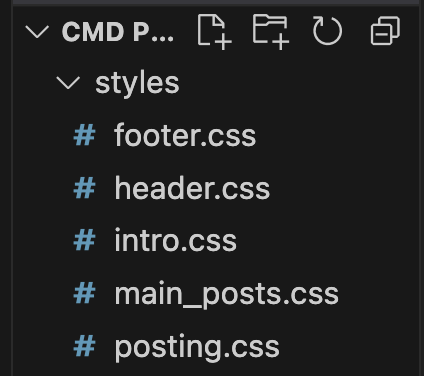 CMD P...
styles
# footer.css
# header.css
# intro.css
# main_posts.css
# posting.css